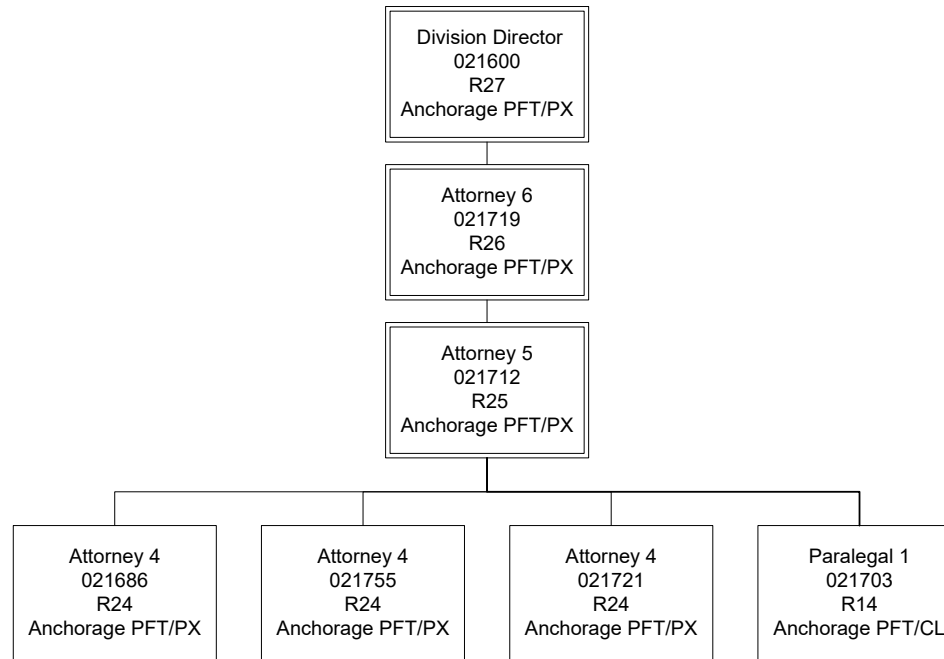 Division Director
021600
R27
Anchorage PFT/PX
Attorney 6
021719
R26
Anchorage PFT/PX
Attorney 5
021712
R25
Anchorage PFT/PX
Attorney 4
021686
R24
Anchorage PFT/PX
Attorney 4
021755
R24
Anchorage PFT/PX
Attorney 4
021721
R24
Anchorage PFT/PX
Paralegal 1
021703
R14
Anchorage PFT/CL